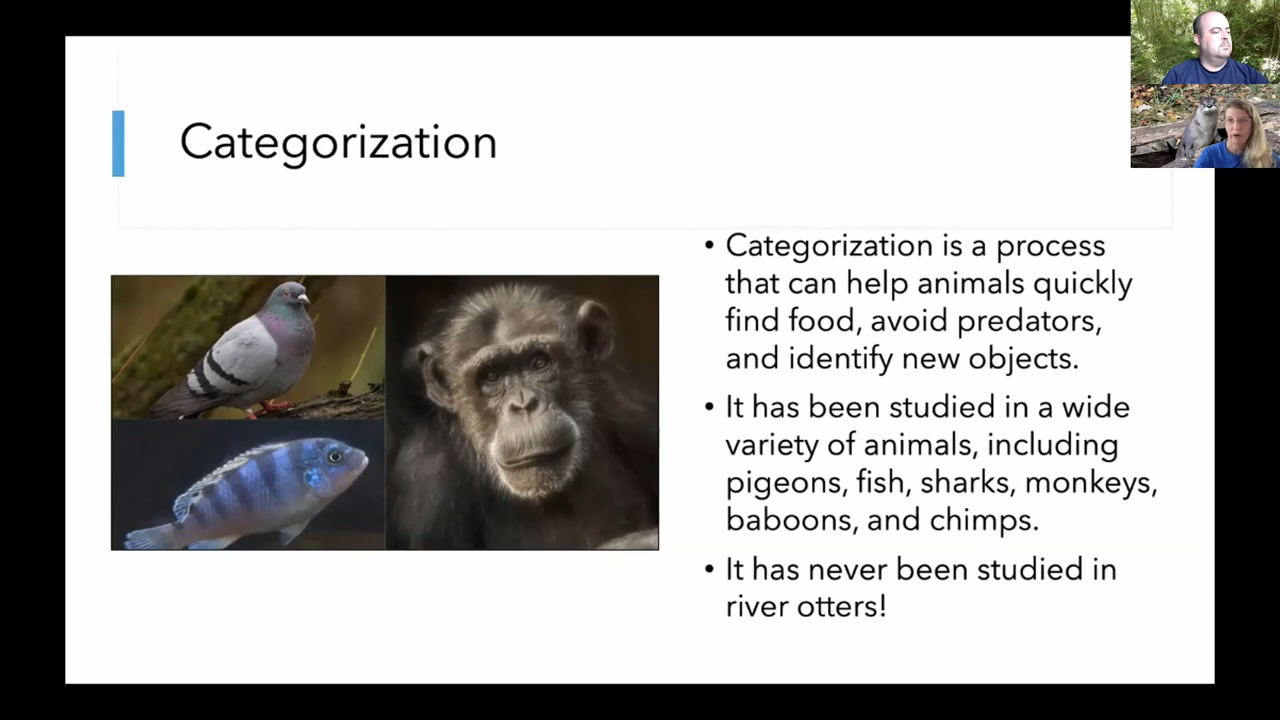 Categorization
• Categorization is a process
that can help animals quickly
find food, avoid predators,
and identify new objects.
• It has been studied in a wide
variety of animals, including
pigeons, fish, sharks, monkeys,
baboons, and chimps.
• It has never been studied in
river otters!